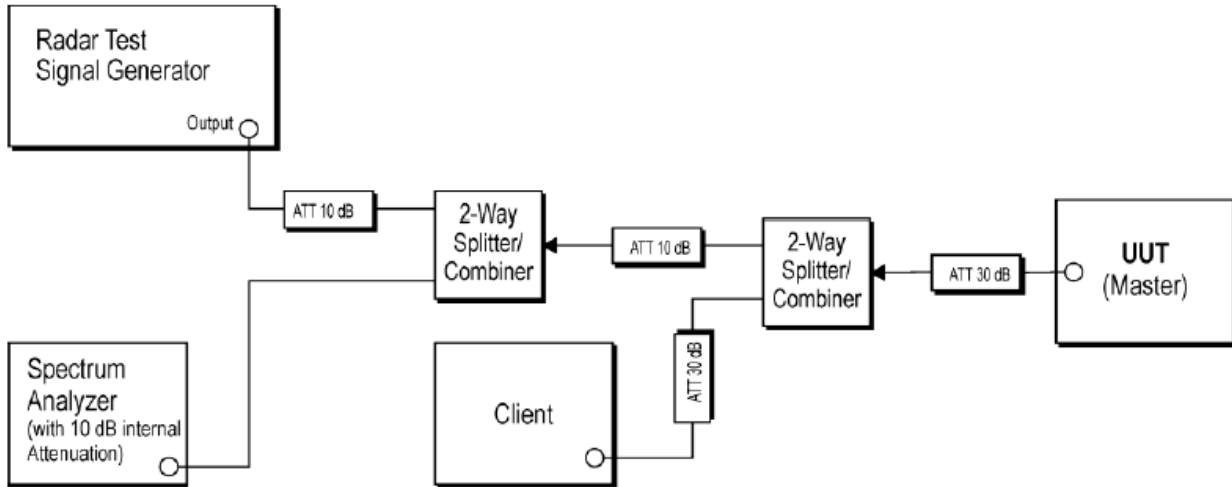 Radar Test
Signal Generator
Output
ATT 10 dB
2-Way
Splitter/
Combiner
ATT 10 dB
2-Way
Splitter/
Combiner
ATT 30 dB
UUT
(Master)
Spectrum
Analyzer
(with 10 dB internal
Attenuation)
Client
ATT 30 dB